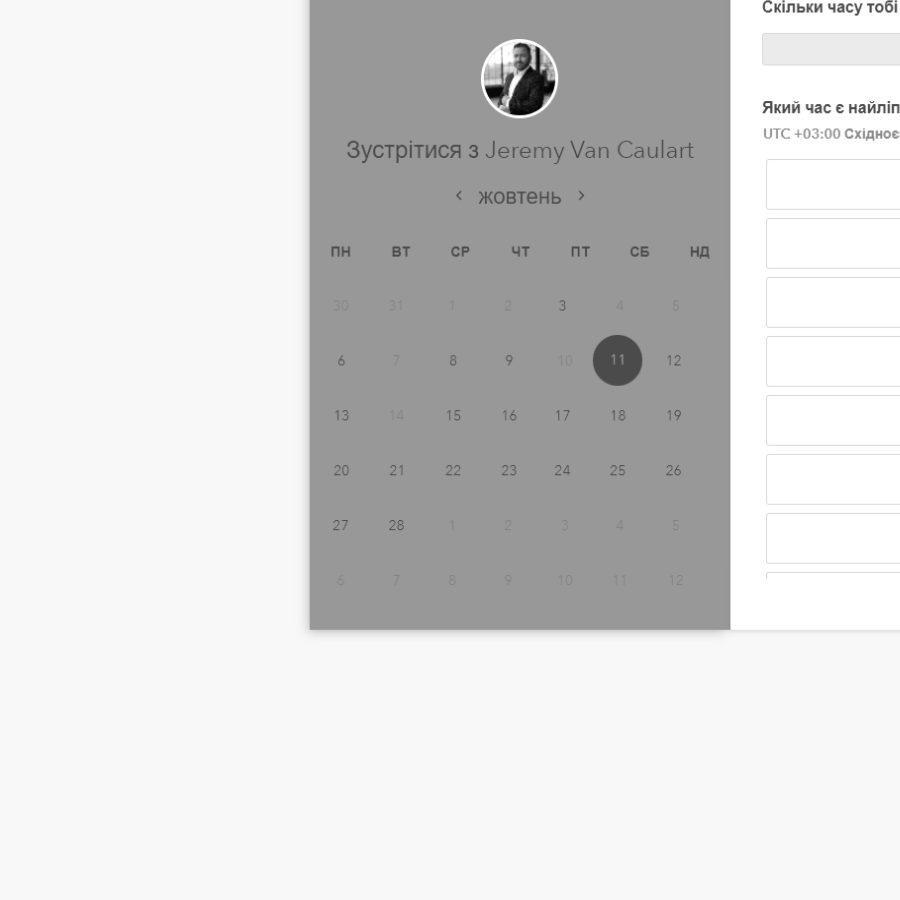 Скільки часу тобі
Який час є найліп
UTC +03:00 Східноє
Зустрітися з Jeremy Van Caulart
‹ жовтень ›
ПН ВТ СР ЧТ ПТ СБ НД
30 31 1 2 3 4 5
6 7 8 9 10 11 12
13 14 15 16 17 18 19
20 21 22 23 24 25 26
27 28 1 2 3 4 5
6 7 8 9 10 11 12